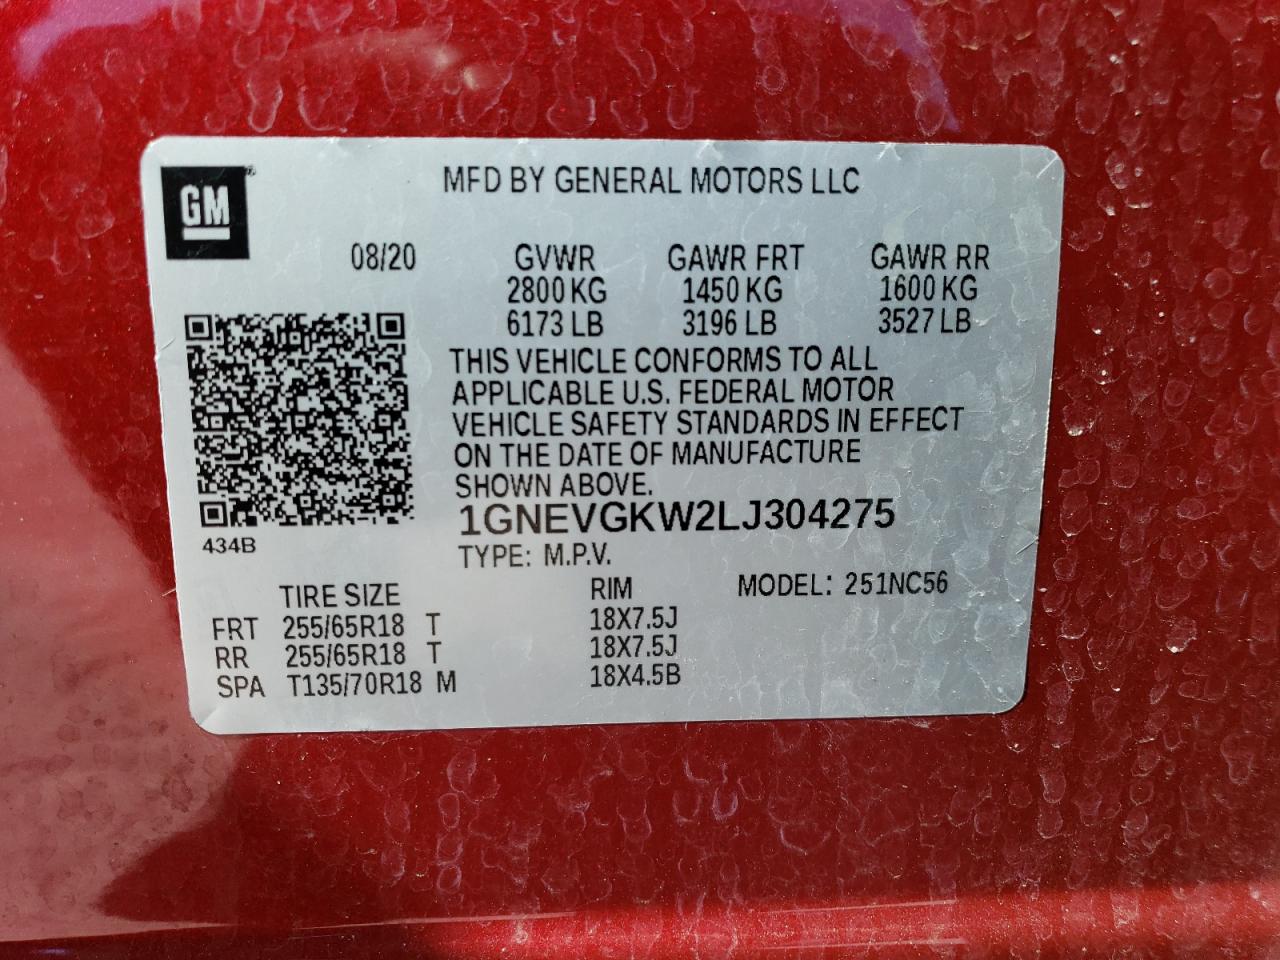 GM
MFD BY GENERAL MOTORS LLC
08/20 GVWR GAWR FRT GAWR RR
2800 KG 1450 KG 1600 KG
6173 LB 3196 LB 3527 LB
THIS VEHICLE CONFORMS TO ALL
APPLICABLE U.S. FEDERAL MOTOR
VEHICLE SAFETY STANDARDS IN EFFECT
ON THE DATE OF MANUFACTURE
SHOWN ABOVE.
1GNEVGKW2LJ304275
434B
TYPE: M.P.V.
TIRE SIZE RIM MODEL: 251NC56
FRT 255/65R18 T 18X7.5J
RR 255/65R18 T 18X7.5J
SPA T135/70R18 M 18X4.5B